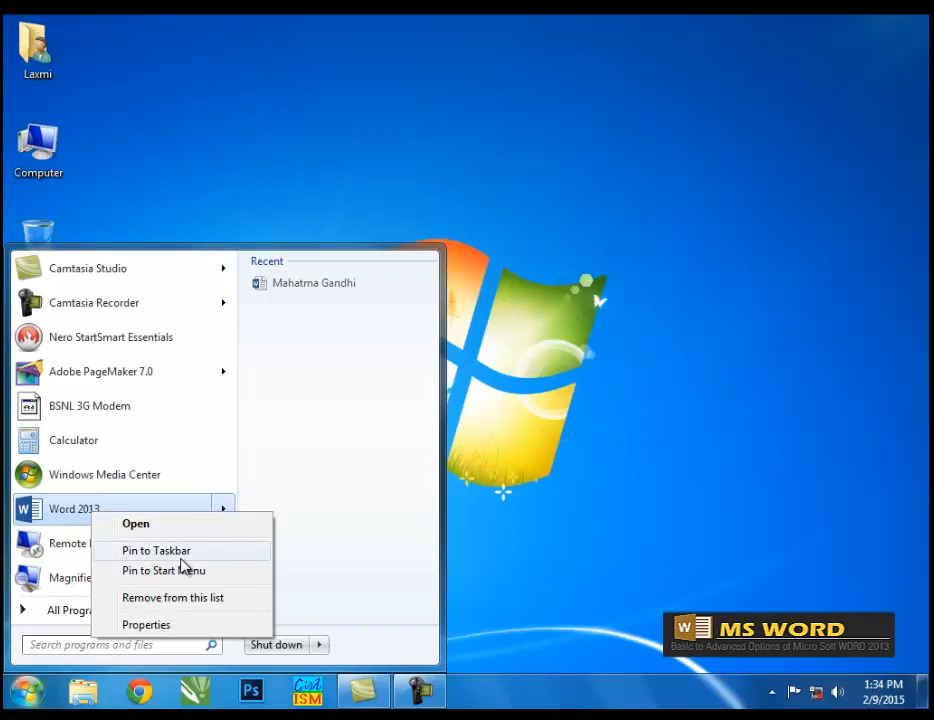 Laxmi
Computer
Camtasia Studio
Camtasia Recorder
Nero StartSmart Essentials
Adobe PageMaker 7.0
BSNL 3G Modem
Calculator
Windows Media Center
Word 2013
Remote
Magnifie
All Progra
Search programs and files
Shut down
Recent
Mahatma Gandhi
Open
Pin to Taskbar
Pin to Start Menu
Remove from this list
Properties
W MS WORD
Basic to Advanced Options of Micro Soft WORD 2013
Ps
ISM
1:34 PM
2/9/2015